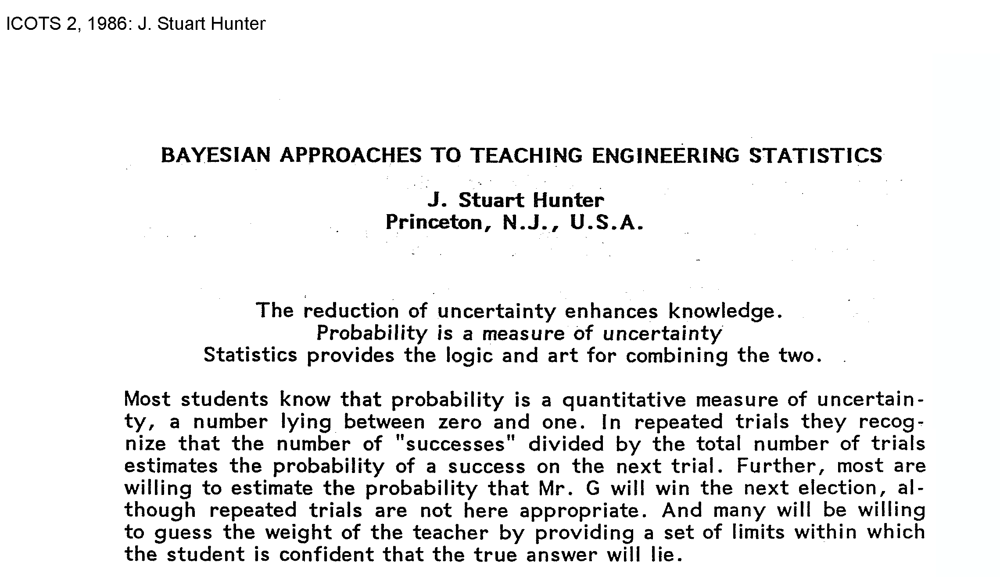 ICOTS 2, 1986: J. Stuart Hunter
BAYESIAN APPROACHES TO TEACHING ENGINEERING STATISTICS
J. Stuart Hunter
Princeton, N.J., U.S.A.
The reduction of uncertainty enhances knowledge.
Probability is a measure of uncertainty
Statistics provides the logic and art for combining the two.
Most students know that probability is a quantitative measure of uncertain-
ty, a number lying between zero and one. In repeated trials they recog-
nize that the number of "successes" divided by the total number of trials
estimates the probability of a success on the next trial. Further, most are
willing to estimate the probability that Mr. G will win the next election, al-
though repeated trials are not here appropriate. And many will be willing
to guess the weight of the teacher by providing a set of limits within which
the student is confident that the true answer will lie.